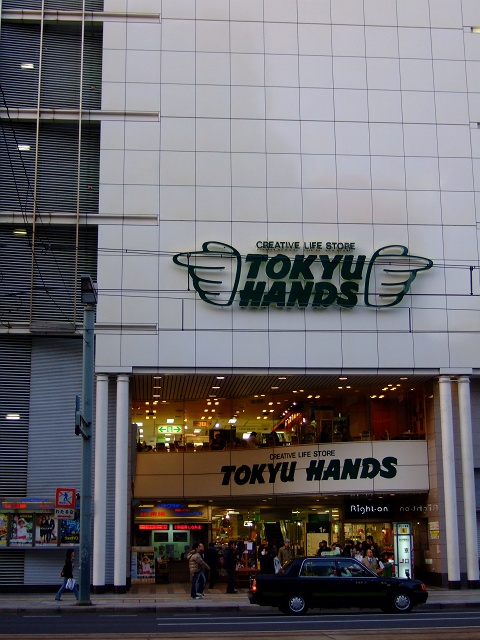 CREATIVE LIFE STORE
TOKYU
HANDS
CREATIVE LIFE STORE
TOKYU HANDS
Right-on